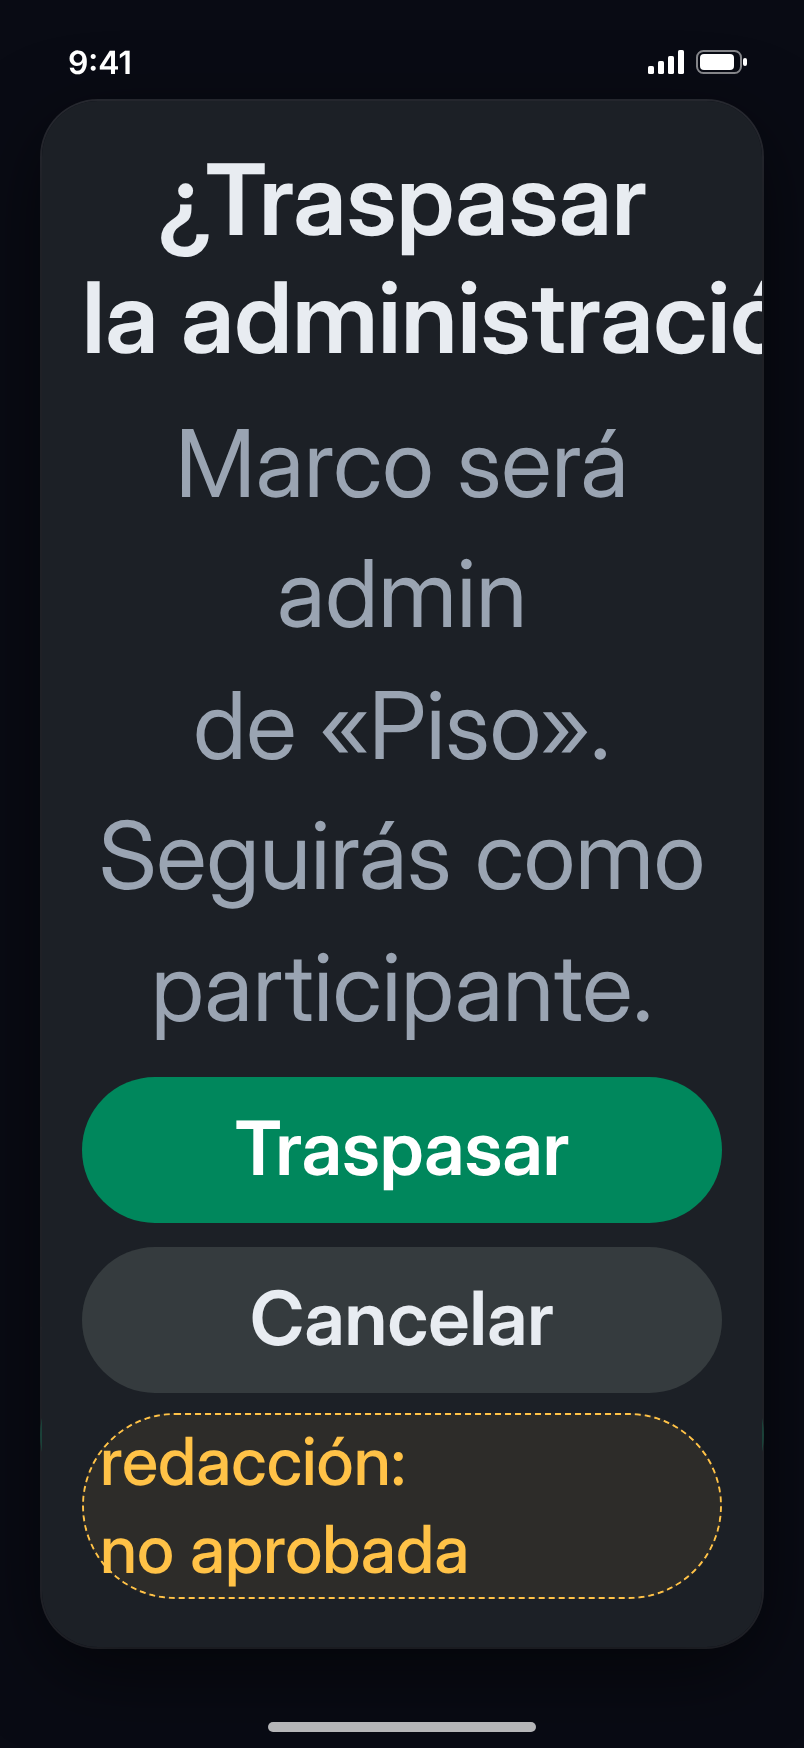 9:41
¿Traspasar
la administració
Marco será
admin
de «Piso».
Seguirás como
participante.
Traspasar
Cancelar
redacción:
no aprobada